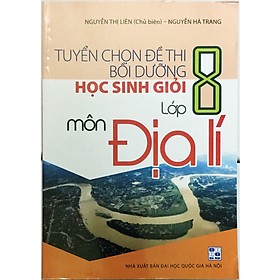 NGUYỄN THỊ LIÊN (Chủ biên) – NGUYỄN HÀ TRANG
TUYỂN CHỌN ĐỀ THI
BỒI DƯỠNG
HỌC SINH GIỎI
Lớp 8
môn Địa lí
NHÀ XUẤT BẢN ĐẠI HỌC QUỐC GIA HÀ NỘI